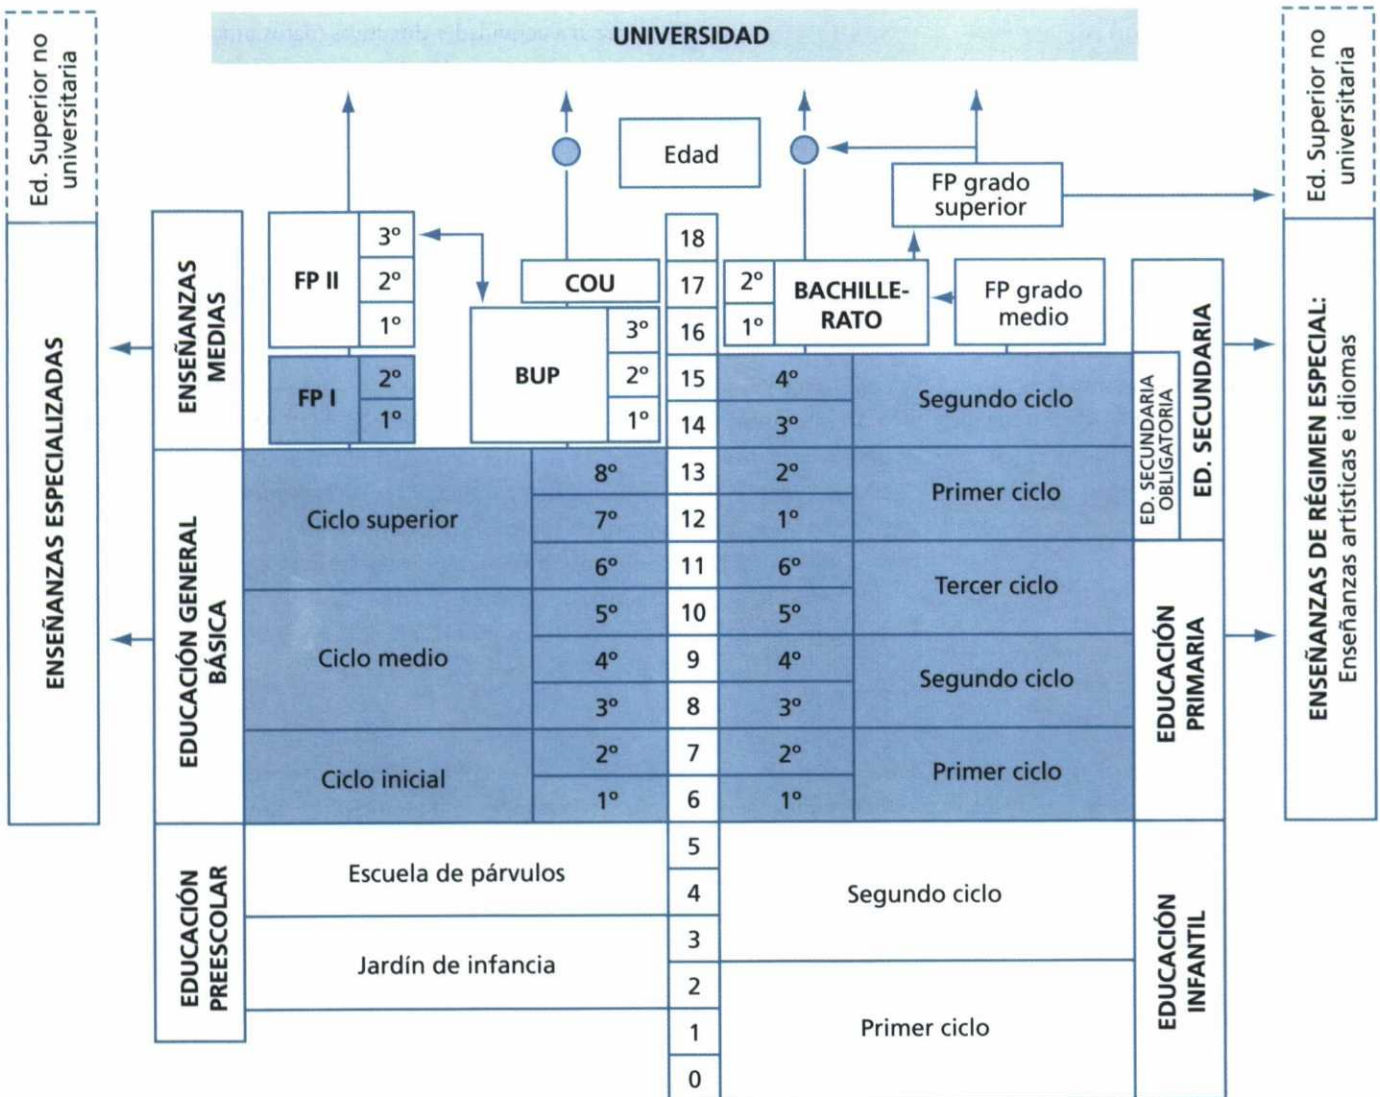 UNIVERSIDAD
Ed. Superior no
universitaria
ENSEÑANZAS ESPECIALIZADAS
ENSEÑANZAS
MEDIAS
EDUCACIÓN GENERAL
BÁSICA
EDUCACIÓN
PREESCOLAR
FP II
3º
2º
1º
FP I
2º
1º
COU
BUP
3º
2º
1º
Ciclo superior
8º
7º
6º
Ciclo medio
5º
4º
3º
Ciclo inicial
2º
1º
Escuela de párvulos
Jardín de infancia
Edad
18
17
16
15
14
13
12
11
10
9
8
7
6
5
4
3
2
1
0
FP grado
superior
2º
1º
BACHILLE-
RATO
FP grado
medio
4º
3º
Segundo ciclo
2º
1º
Primer ciclo
6º
5º
Tercer ciclo
4º
3º
Segundo ciclo
2º
1º
Primer ciclo
Segundo ciclo
Primer ciclo
ED. SECUNDARIA
OBLIGATORIA
ED. SECUNDARIA
EDUCACIÓN
PRIMARIA
EDUCACIÓN
INFANTIL
Ed. Superior no
universitaria
ENSEÑANZAS DE RÉGIMEN ESPECIAL:
Enseñanzas artísticas e idiomas